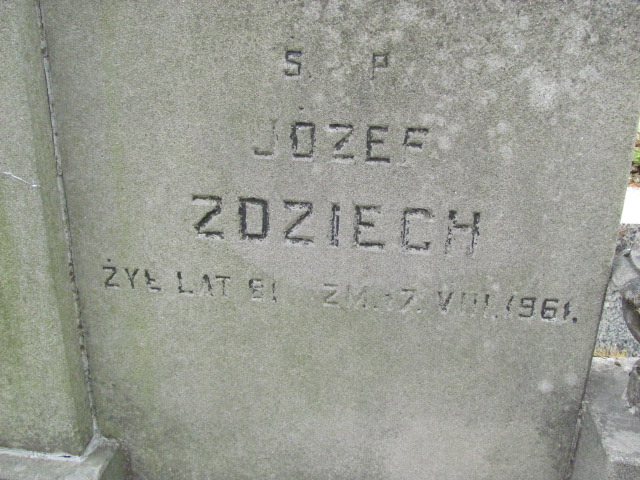 Ś. P.
JÓZEF
ZDZIECH
ŻYŁ LAT 81 ZM. 17. VIII. 1961.